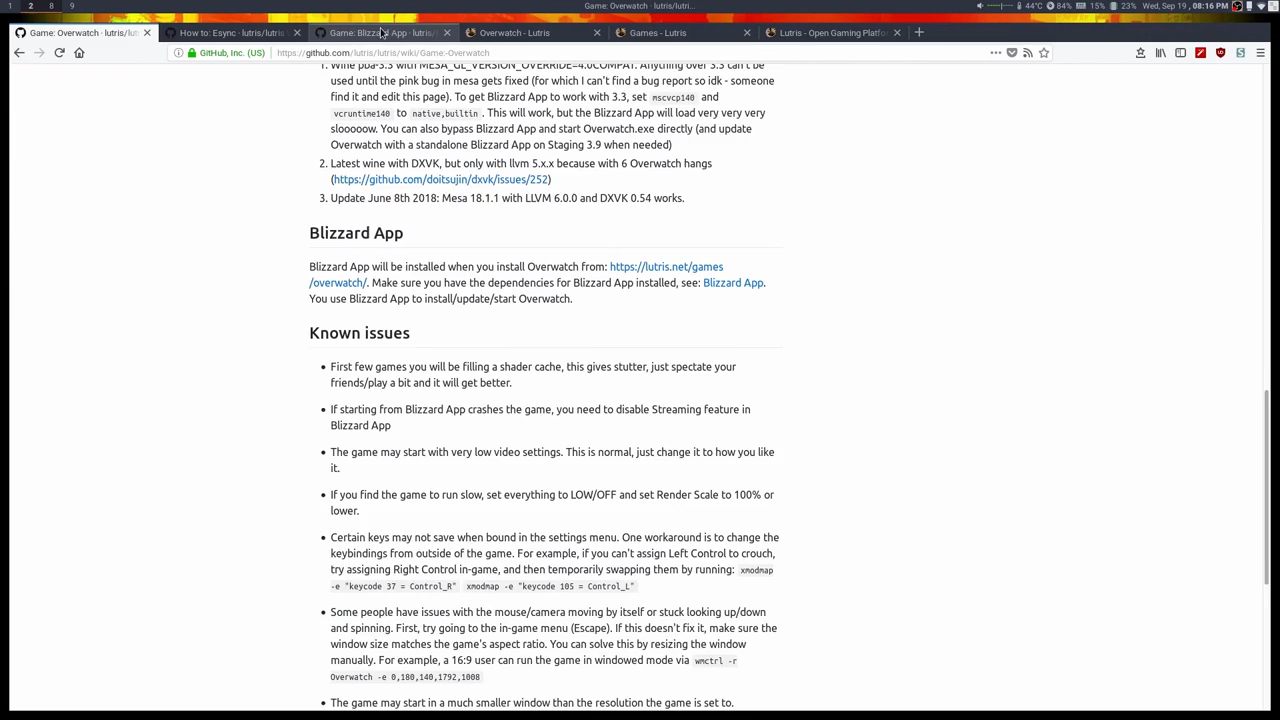 1 2 8 9
Game: Overwatch · lutris/lutri...
44°C 15% 23% Wed, Sep 19 , 08:16 PM
Game: Overwatch · lutris/lut
How to: Esync · lutris/lutris
Game: Blizzard App · lutris/
Overwatch - Lutris
Games - Lutris
Lutris - Open Gaming Platfo
GitHub, Inc. (US)
https://github.com/lutris/lutris/wiki/Game:-Overwatch
1. Wine pba-3.3 with MESA_GL_VERSION_OVERRIDE=4.6COMPAT. Anything over 3.3 can't be
used until the pink bug in mesa gets fixed (for which I can't find a bug report so idk - someone
find it and edit this page). To get Blizzard App to work with 3.3, set mscvcp140 and
vcruntime140 to native,builtin . This will work, but the Blizzard App will load very very very
slooooow. You can also bypass Blizzard App and start Overwatch.exe directly (and update
Overwatch with a standalone Blizzard App on Staging 3.9 when needed)
2. Latest wine with DXVK, but only with llvm 5.x.x because with 6 Overwatch hangs
(https://github.com/doitsujin/dxvk/issues/252)
3. Update June 8th 2018: Mesa 18.1.1 with LLVM 6.0.0 and DXVK 0.54 works.
Blizzard App
Blizzard App will be installed when you install Overwatch from: https://lutris.net/games
/overwatch/. Make sure you have the dependencies for Blizzard App installed, see: Blizzard App.
You use Blizzard App to install/update/start Overwatch.
Known issues
• First few games you will be filling a shader cache, this gives stutter, just spectate your
friends/play a bit and it will get better.
• If starting from Blizzard App crashes the game, you need to disable Streaming feature in
Blizzard App
• The game may start with very low video settings. This is normal, just change it to how you like
it.
• If you find the game to run slow, set everything to LOW/OFF and set Render Scale to 100% or
lower.
• Certain keys may not save when bound in the settings menu. One workaround is to change the
keybindings from outside of the game. For example, if you can't assign Left Control to crouch,
try assigning Right Control in-game, and then temporarily swapping them by running: xmodmap
-e "keycode 37 = Control_R" xmodmap -e "keycode 105 = Control_L"
• Some people have issues with the mouse/camera moving by itself or stuck looking up/down
and spinning. First, try going to the in-game menu (Escape). If this doesn't fix it, make sure the
window size matches the game's aspect ratio. You can solve this by resizing the window
manually. For example, a 16:9 user can run the game in windowed mode via wmctrl -r
Overwatch -e 0,180,140,1792,1008
• The game may start in a much smaller window than the resolution the game is set to.